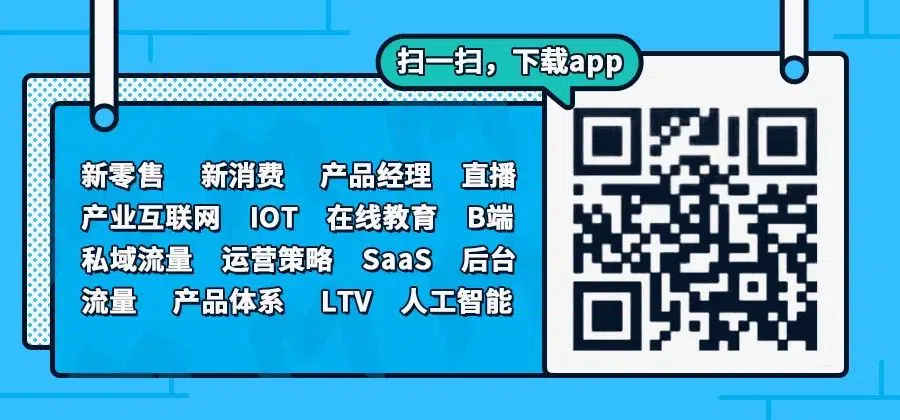 扫一扫，下载app
新零售 新消费 产品经理 直播
产业互联网 IOT 在线教育 B端
私域流量 运营策略 SaaS 后台
流量 产品体系 LTV 人工智能